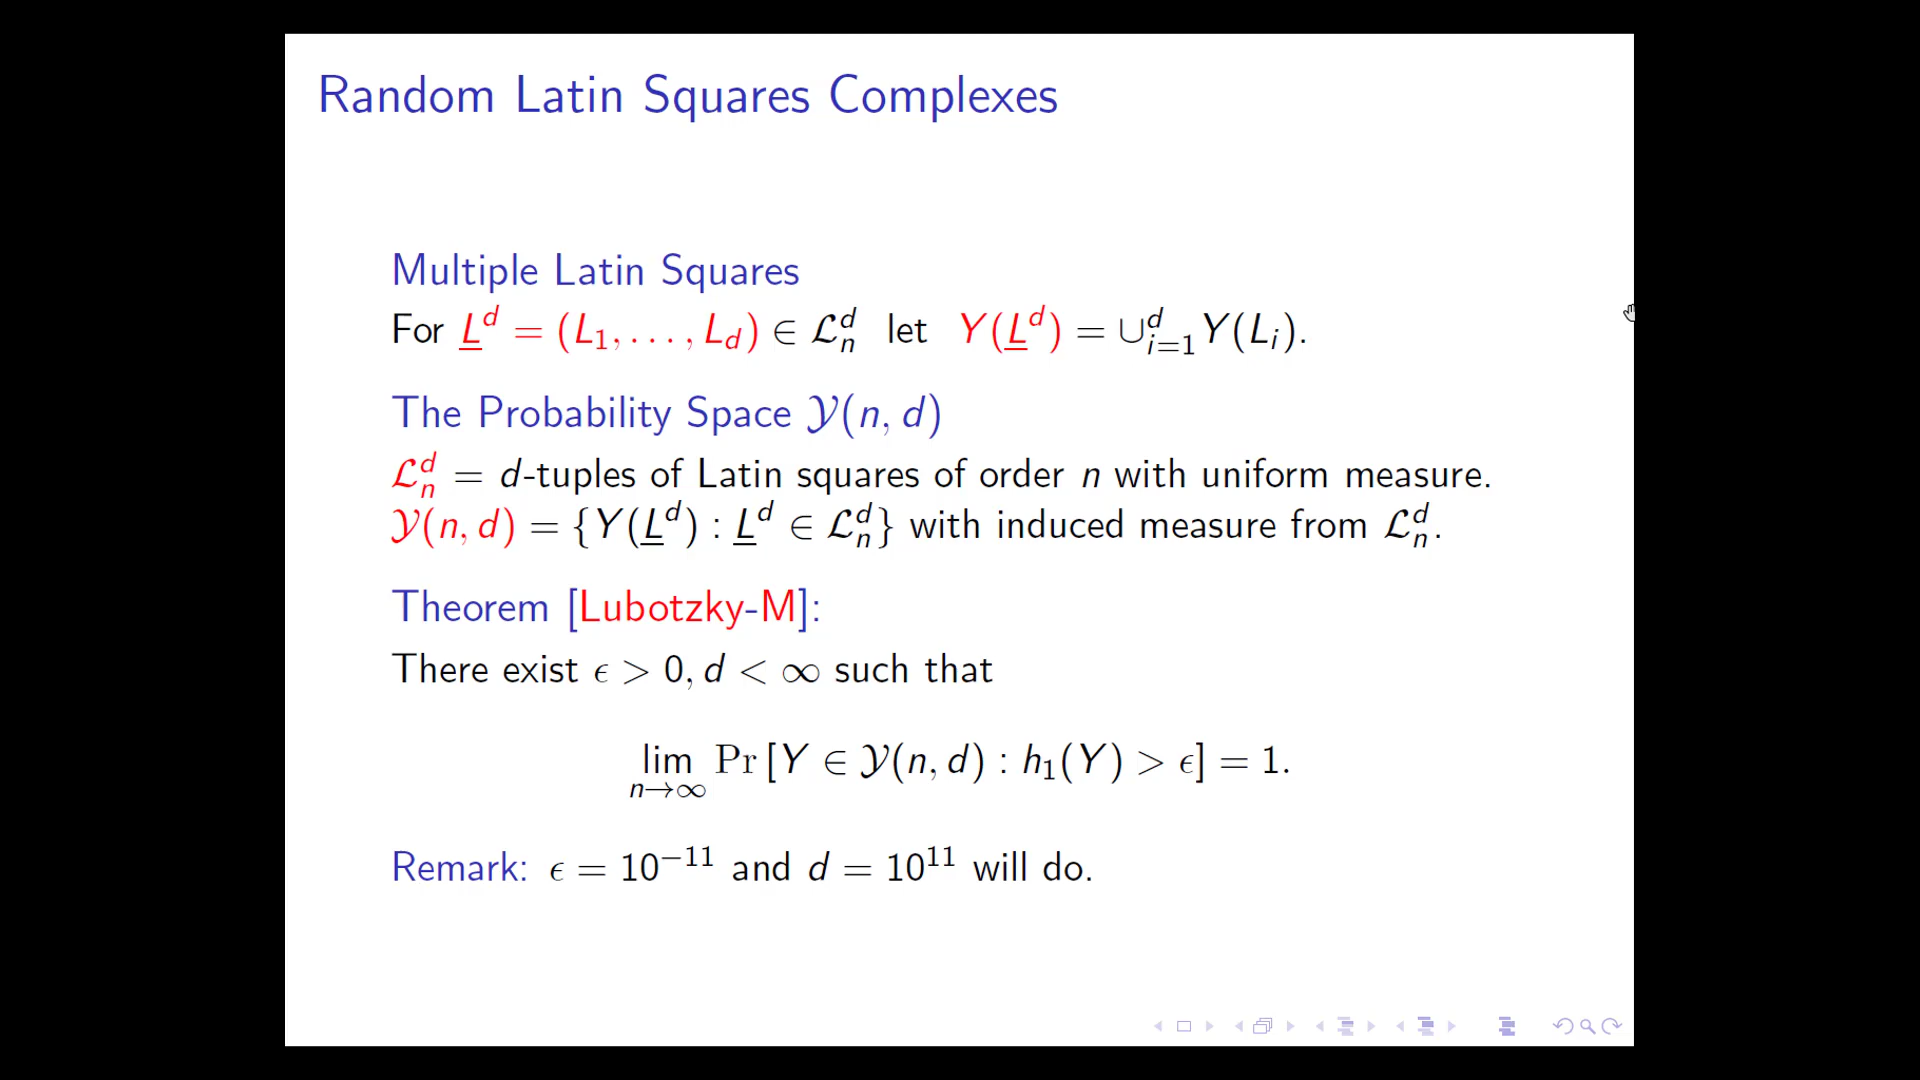 Random Latin Squares Complexes
Multiple Latin Squares
For L̲^d = (L_1, . . . , L_d) ∈ ℒ_n^d let Y(L̲^d) = ∪_{i=1}^d Y(L_i).
The Probability Space 𝒴(n, d)
ℒ_n^d = d-tuples of Latin squares of order n with uniform measure.
𝒴(n, d) = {Y(L̲^d) : L̲^d ∈ ℒ_n^d} with induced measure from ℒ_n^d.
Theorem [Lubotzky-M]:
There exist ϵ > 0, d < ∞ such that
lim_{n→∞} Pr [Y ∈ 𝒴(n, d) : h_1(Y) > ϵ] = 1.
Remark: ϵ = 10^{−11} and d = 10^{11} will do.